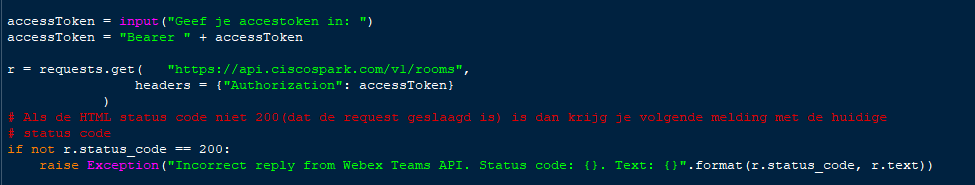 accessToken = input("Geef je accestoken in: ")
accessToken = "Bearer " + accessToken
r = requests.get(   "https://api.ciscospark.com/v1/rooms",
                headers = {"Authorization": accessToken}
            )
# Als de HTML status code niet 200(dat de request geslaagd is) is dan krijg je volgende melding met de huidige
# status code
if not r.status_code == 200:
    raise Exception("Incorrect reply from Webex Teams API. Status code: {}. Text: {}".format(r.status_code, r.text))